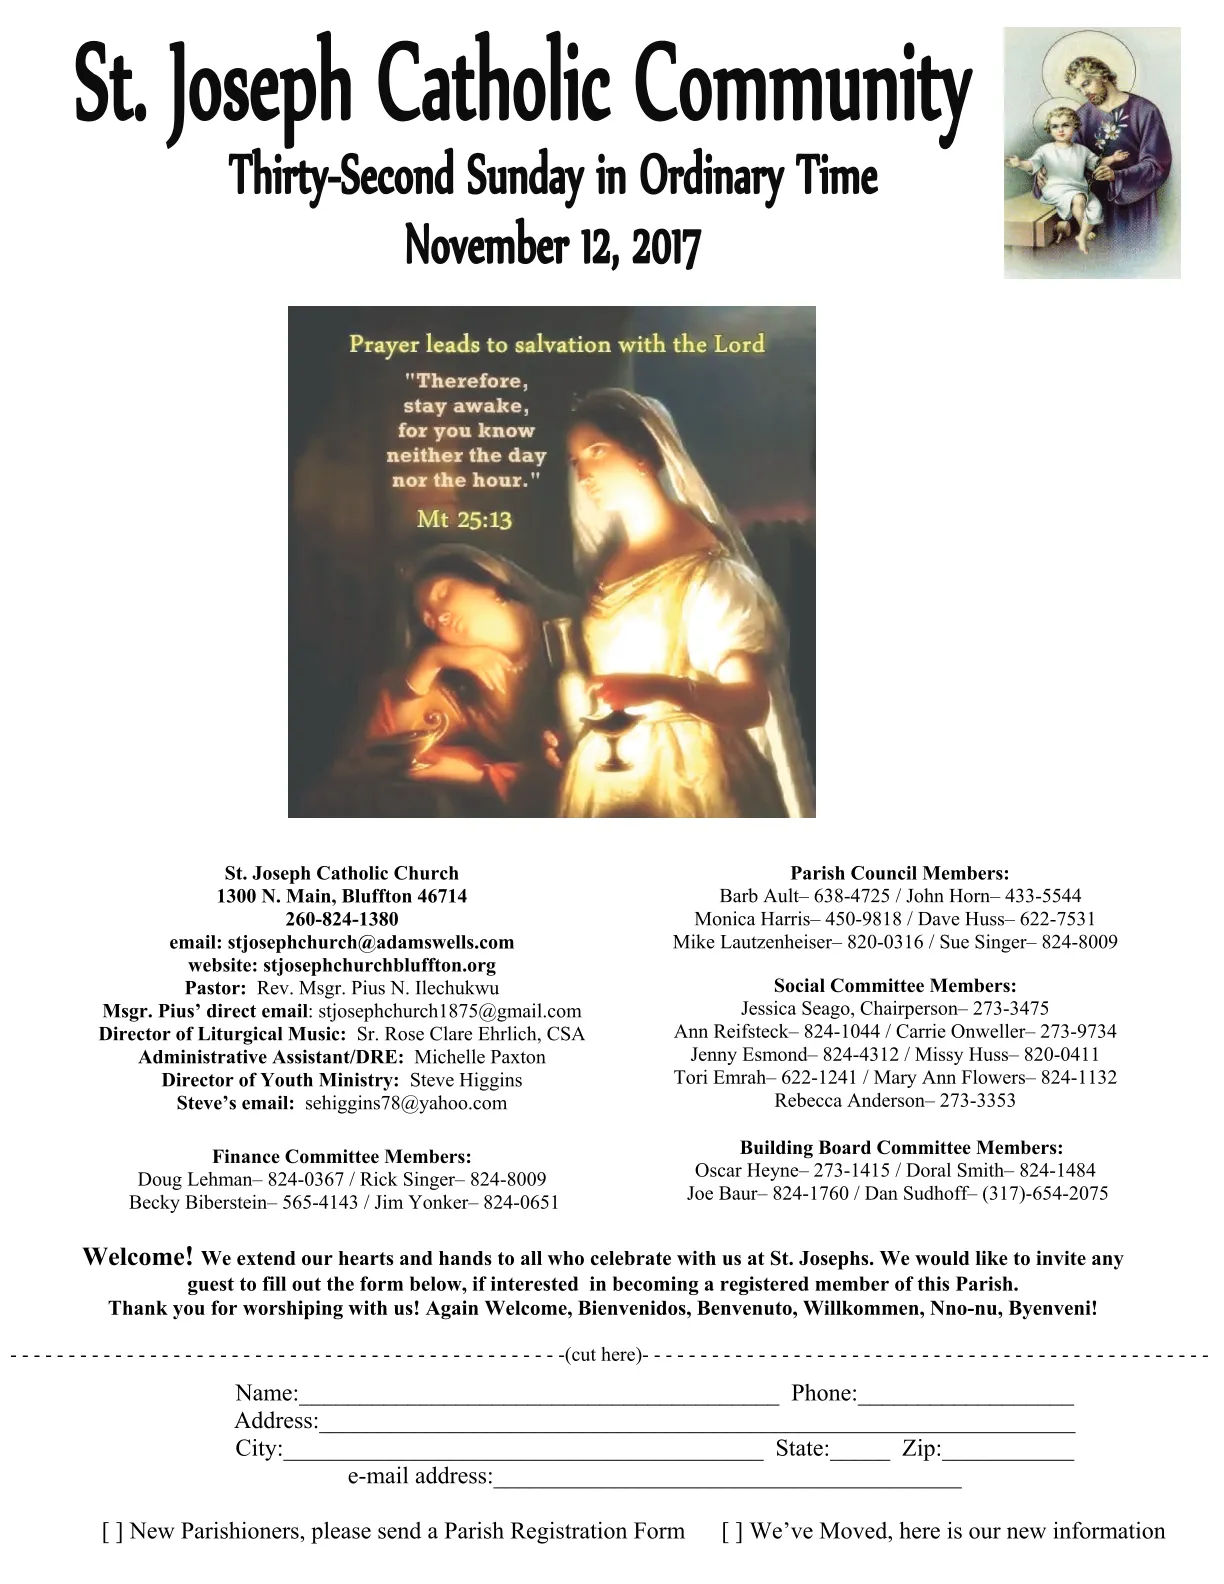 St. Joseph Catholic Community
Thirty-Second Sunday in Ordinary Time
November 12, 2017
Prayer leads to salvation with the Lord
"Therefore,
stay awake,
for you know
neither the day
nor the hour."
Mt 25:13
St. Joseph Catholic Church
1300 N. Main, Bluffton 46714
260-824-1380
email: stjosephchurch@adamswells.com
website: stjosephchurchbluffton.org
Pastor: Rev. Msgr. Pius N. Ilechukwu
Msgr. Pius’ direct email: stjosephchurch1875@gmail.com
Director of Liturgical Music: Sr. Rose Clare Ehrlich, CSA
Administrative Assistant/DRE: Michelle Paxton
Director of Youth Ministry: Steve Higgins
Steve’s email: sehiggins78@yahoo.com
Finance Committee Members:
Doug Lehman– 824-0367 / Rick Singer– 824-8009
Becky Biberstein– 565-4143 / Jim Yonker– 824-0651
Parish Council Members:
Barb Ault– 638-4725 / John Horn– 433-5544
Monica Harris– 450-9818 / Dave Huss– 622-7531
Mike Lautzenheiser– 820-0316 / Sue Singer– 824-8009
Social Committee Members:
Jessica Seago, Chairperson– 273-3475
Ann Reifsteck– 824-1044 / Carrie Onweller– 273-9734
Jenny Esmond– 824-4312 / Missy Huss– 820-0411
Tori Emrah– 622-1241 / Mary Ann Flowers– 824-1132
Rebecca Anderson– 273-3353
Building Board Committee Members:
Oscar Heyne– 273-1415 / Doral Smith– 824-1484
Joe Baur– 824-1760 / Dan Sudhoff– (317)-654-2075
Welcome! We extend our hearts and hands to all who celebrate with us at St. Josephs. We would like to invite any
guest to fill out the form below, if interested in becoming a registered member of this Parish.
Thank you for worshiping with us! Again Welcome, Bienvenidos, Benvenuto, Willkommen, Nno-nu, Byenveni!
(cut here)
Name: Phone:
Address:
City: State: Zip:
e-mail address:
[ ] New Parishioners, please send a Parish Registration Form [ ] We’ve Moved, here is our new information